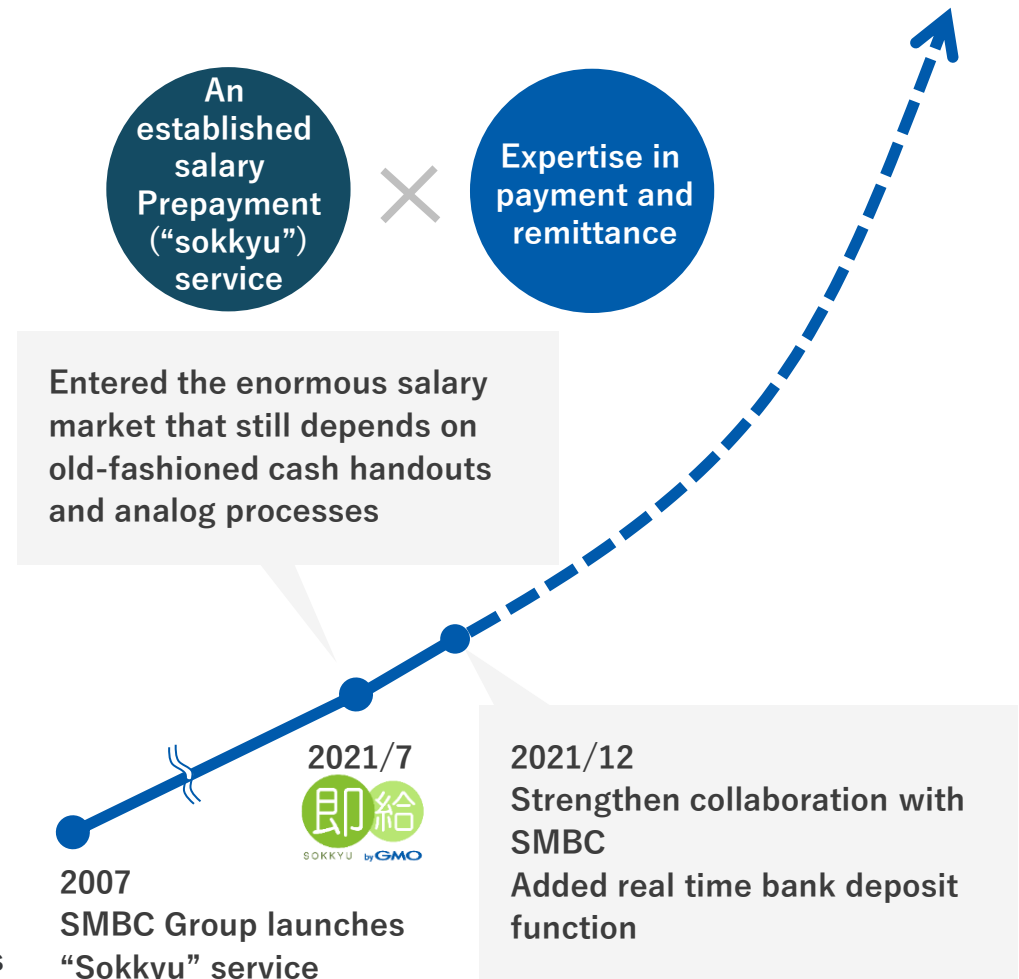 An
established
salary
Prepayment
(“sokkyu”)
service
Expertise in
payment and
remittance
Entered the enormous salary
market that still depends on
old-fashioned cash handouts
and analog processes
2021/7
即給
SOKKYU by GMO
2021/12
Strengthen collaboration with
SMBC
Added real time bank deposit
function
2007
SMBC Group launches
“Sokkyu” service
s